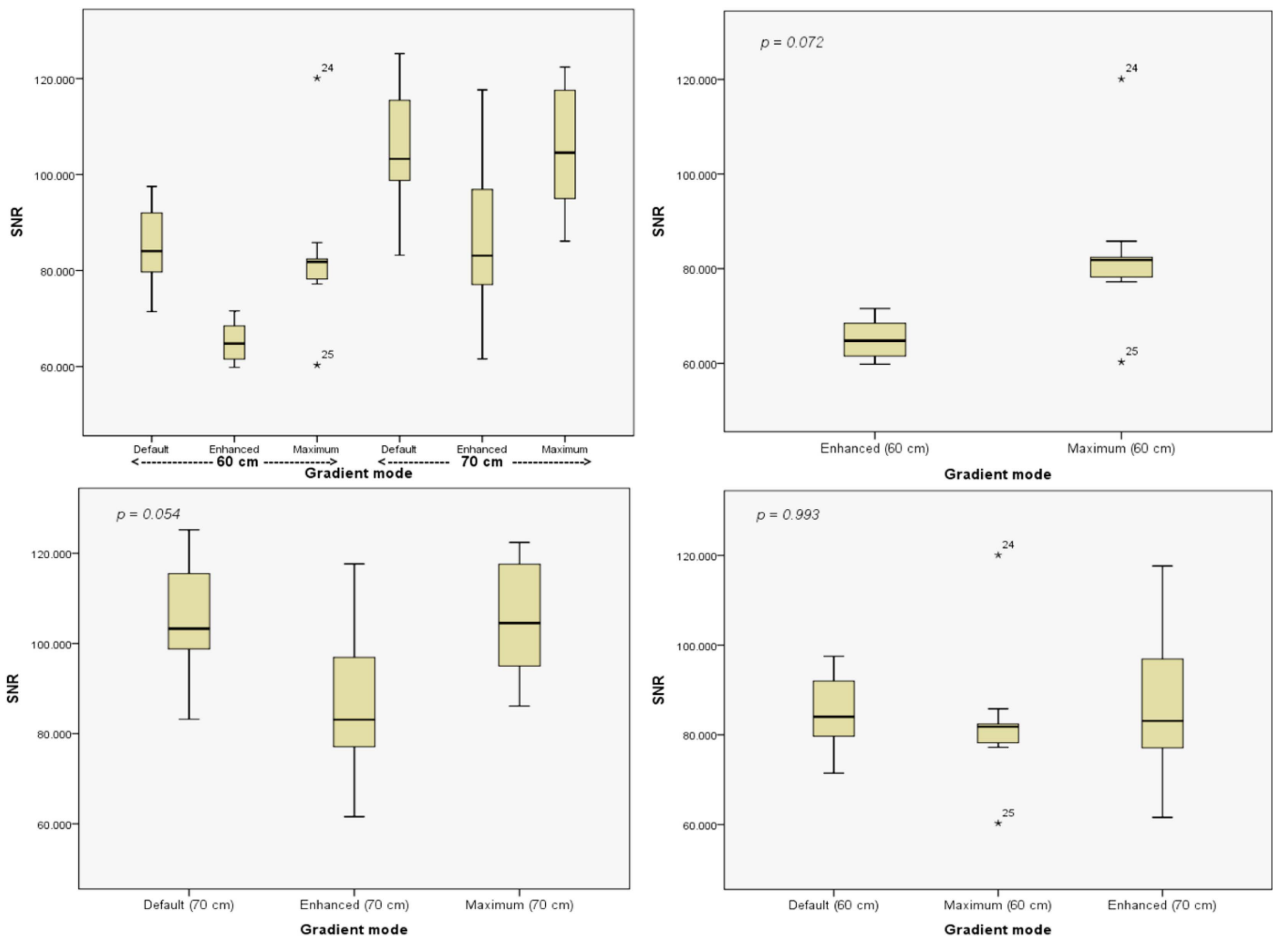 120.000
100.000
80.000
60.000
SNR
24
25
Default Enhanced Maximum Default Enhanced Maximum
<---------- 60 cm ------------> <--------- 70 cm ------------>
Gradient mode
p = 0.072
120.000
100.000
80.000
60.000
SNR
24
25
Enhanced (60 cm) Maximum (60 cm)
Gradient mode
p = 0.054
120.000
100.000
80.000
60.000
SNR
Default (70 cm) Enhanced (70 cm) Maximum (70 cm)
Gradient mode
p = 0.993
120.000
100.000
80.000
60.000
SNR
24
25
Default (60 cm) Maximum (60 cm) Enhanced (70 cm)
Gradient mode